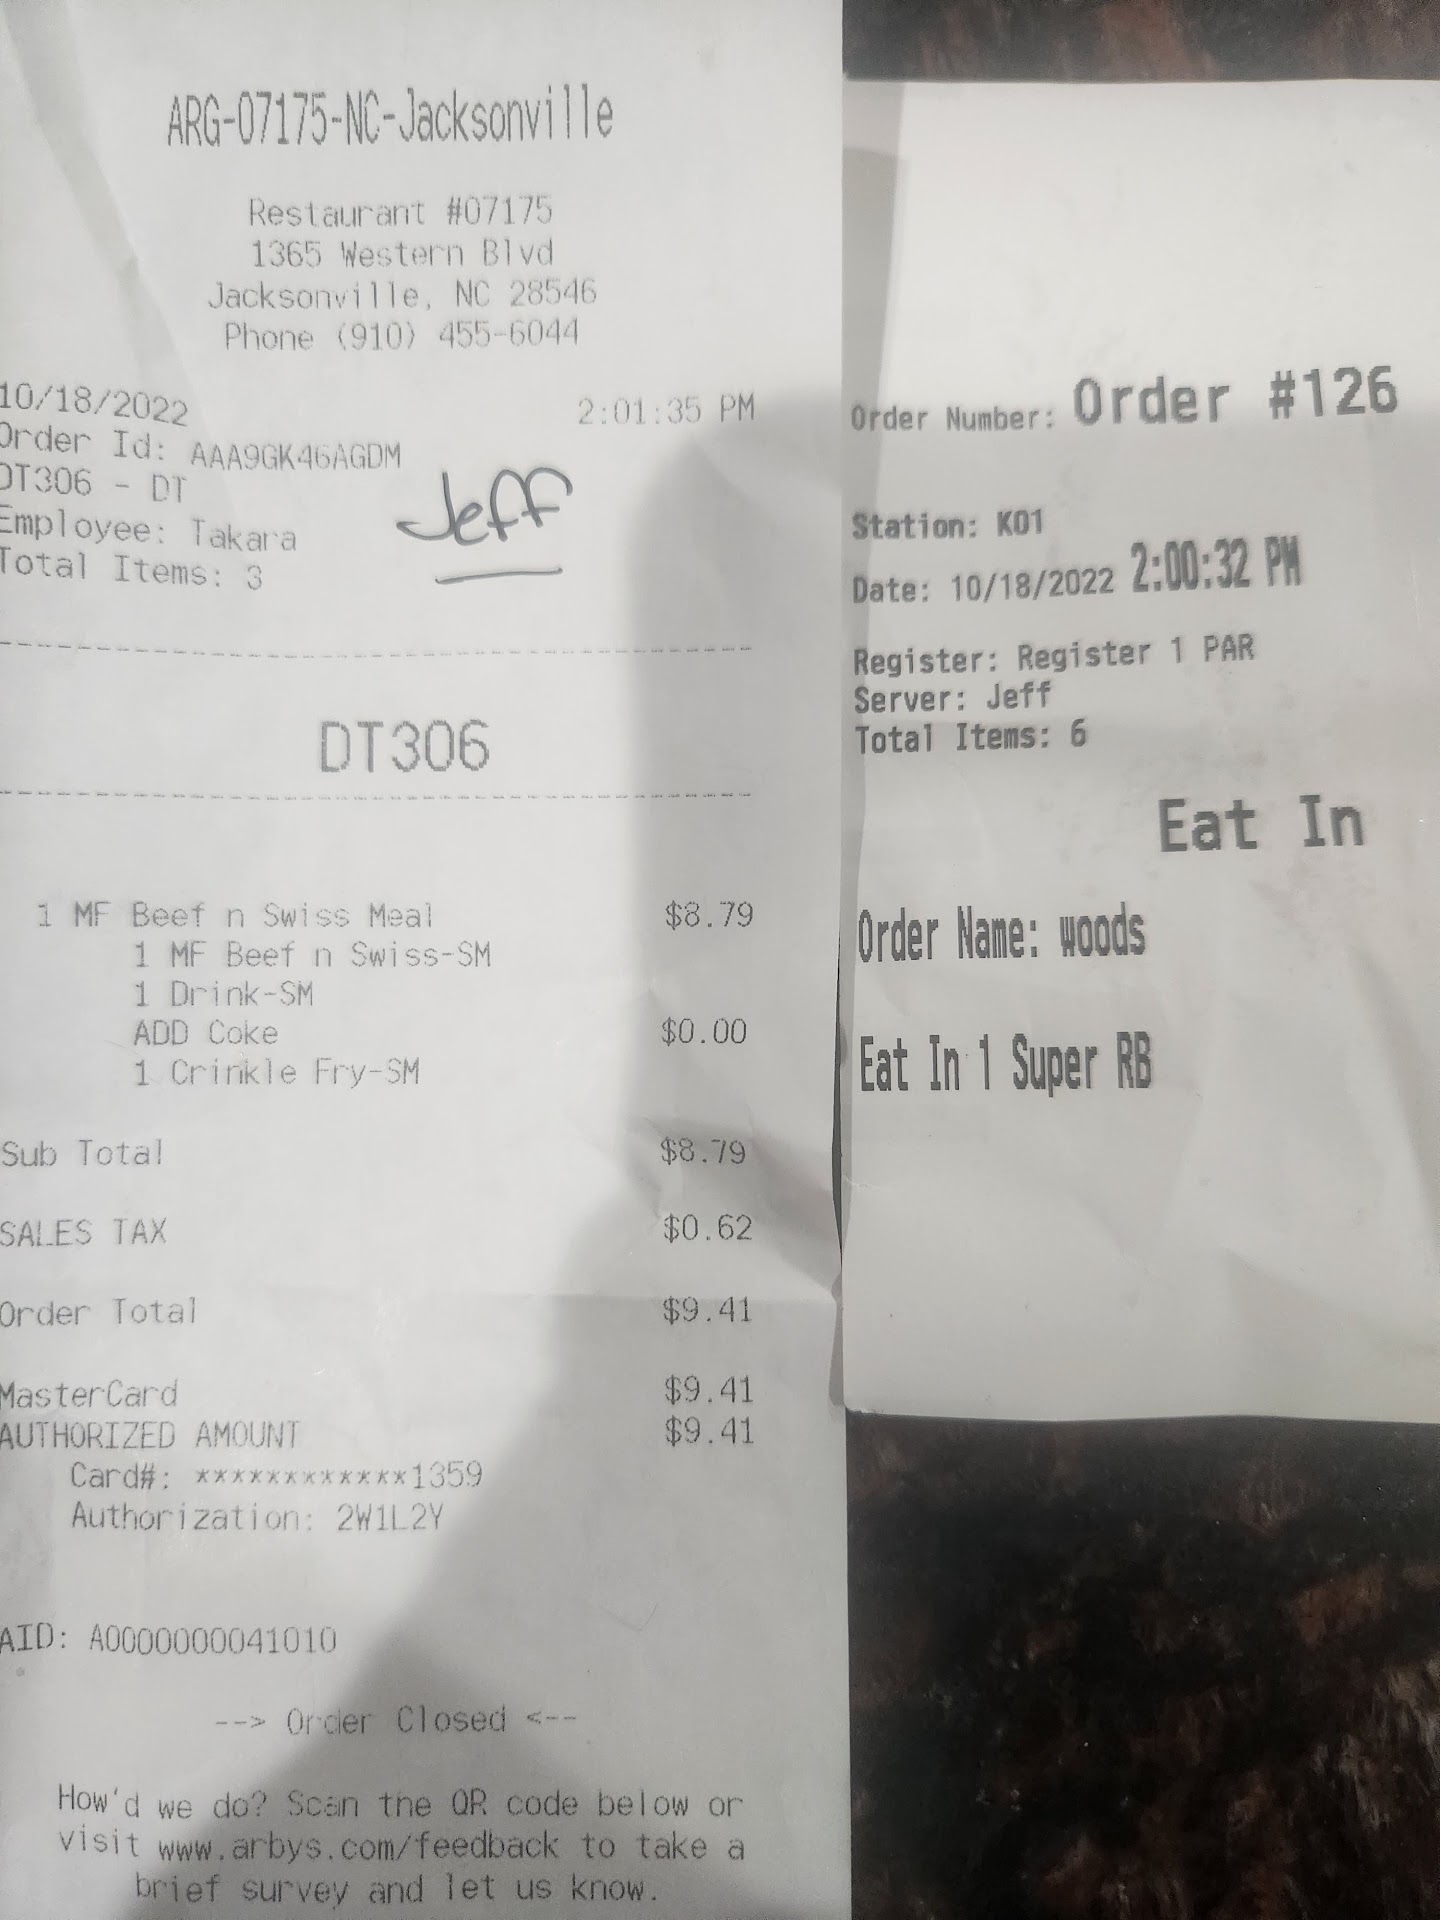 ARG-07175-NC-Jacksonville
Restaurant #07175
1365 Western Blvd
Jacksonville, NC 28546
Phone (910) 455-6044
10/18/2022 2:01:35 PM
Order Id: AAA9GK46AGDM
DT306 - DT
Employee: Takara
Total Items: 3
Jeff
DT306
1 MF Beef n Swiss Meal $8.79
1 MF Beef n Swiss-SM
1 Drink-SM
ADD Coke $0.00
1 Crinkle Fry-SM
Sub Total $8.79
SALES TAX $0.62
Order Total $9.41
MasterCard $9.41
AUTHORIZED AMOUNT $9.41
Card#: ************1359
Authorization: 2W1L2Y
AID: A0000000041010
--> Order Closed <--
How'd we do? Scan the QR code below or
visit www.arbys.com/feedback to take a
brief survey and let us know.
Order Number: Order #126
Station: K01
Date: 10/18/2022 2:00:32 PM
Register: Register 1 PAR
Server: Jeff
Total Items: 6
Eat In
Order Name: woods
Eat In 1 Super RB